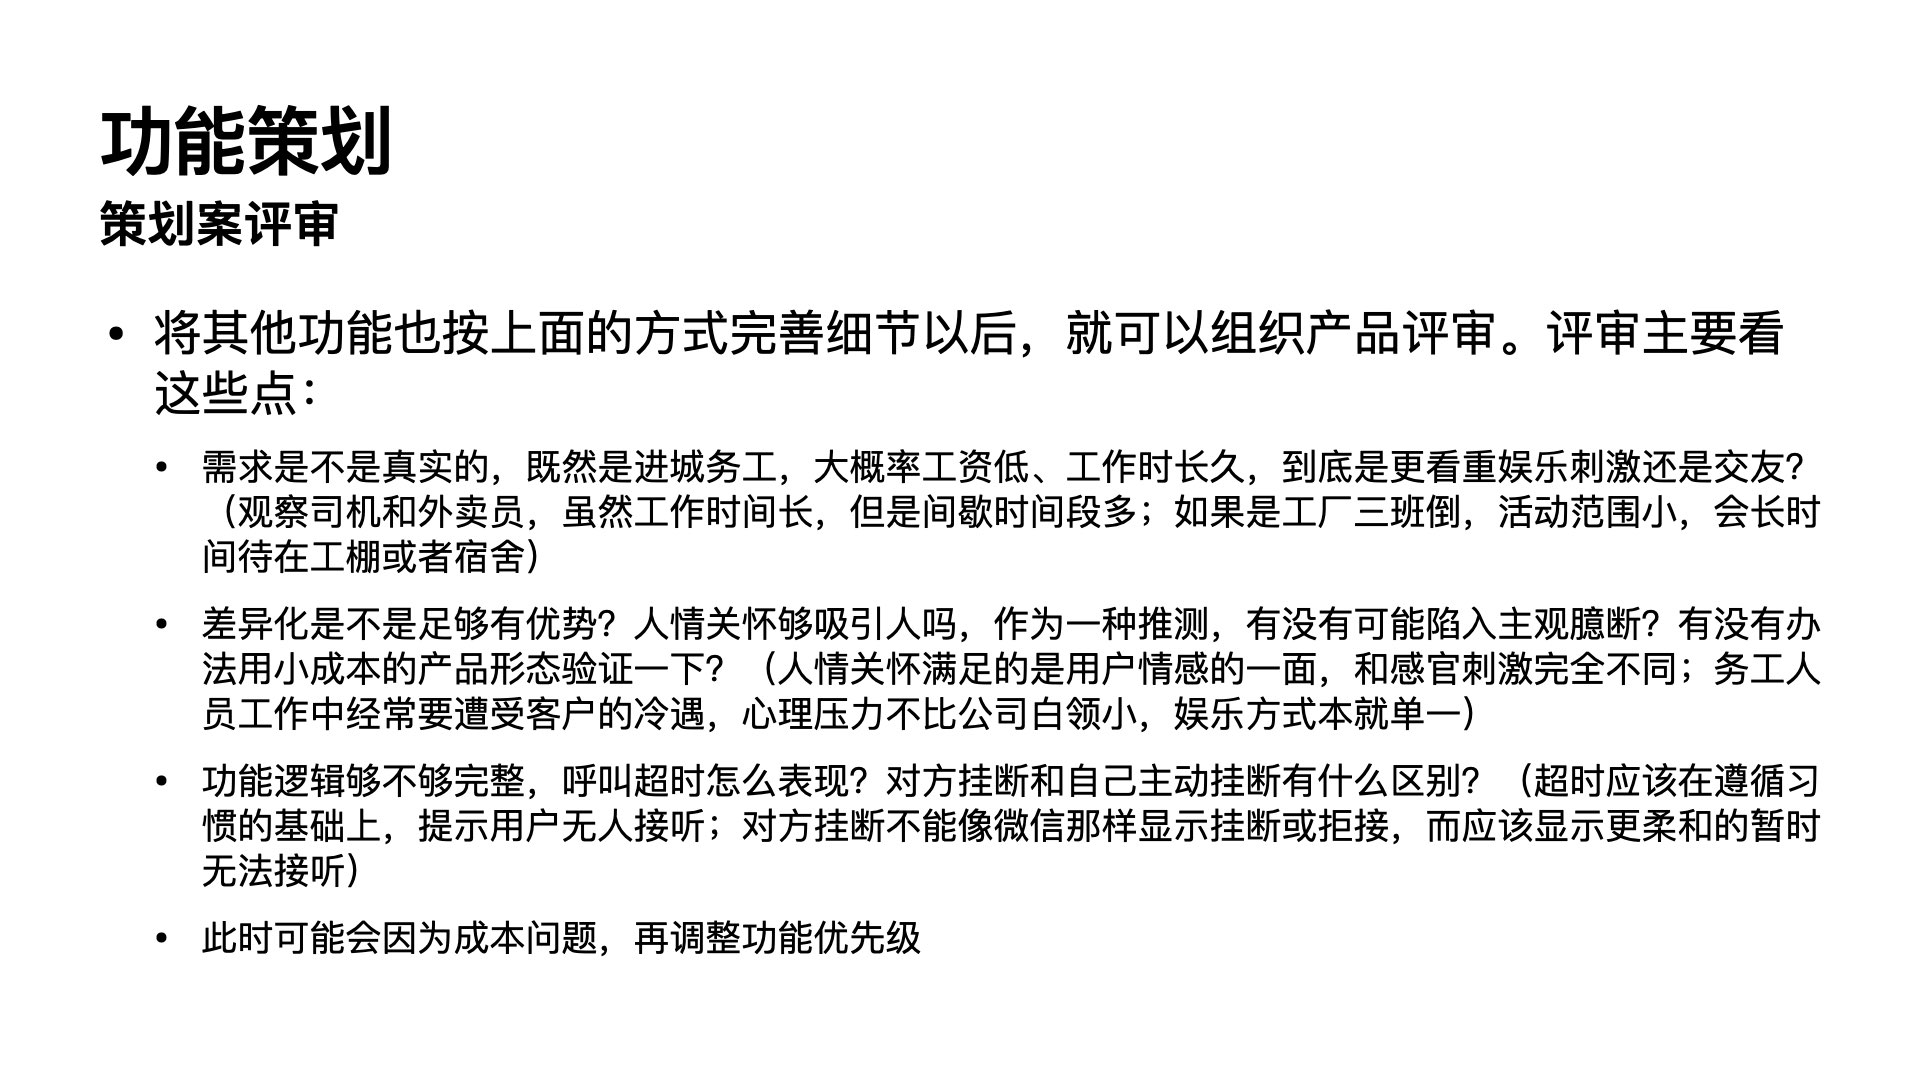 功能策划
策划案评审
• 将其他功能也按上面的方式完善细节以后，就可以组织产品评审。评审主要看
这些点：
• 需求是不是真实的，既然是进城务工，大概率工资低、工作时长久，到底是更看重娱乐刺激还是交友？
（观察司机和外卖员，虽然工作时间长，但是间歇时间段多；如果是工厂三班倒，活动范围小，会长时
间待在工棚或者宿舍）
• 差异化是不是足够有优势？人情关怀够吸引人吗，作为一种推测，有没有可能陷入主观臆断？有没有办
法用小成本的产品形态验证一下？（人情关怀满足的是用户情感的一面，和感官刺激完全不同；务工人
员工作中经常要遭受客户的冷遇，心理压力不比公司白领小，娱乐方式本就单一）
• 功能逻辑够不够完整，呼叫超时怎么表现？对方挂断和自己主动挂断有什么区别？（超时应该在遵循习
惯的基础上，提示用户无人接听；对方挂断不能像微信那样显示挂断或拒接，而应该显示更柔和的暂时
无法接听）
• 此时可能会因为成本问题，再调整功能优先级